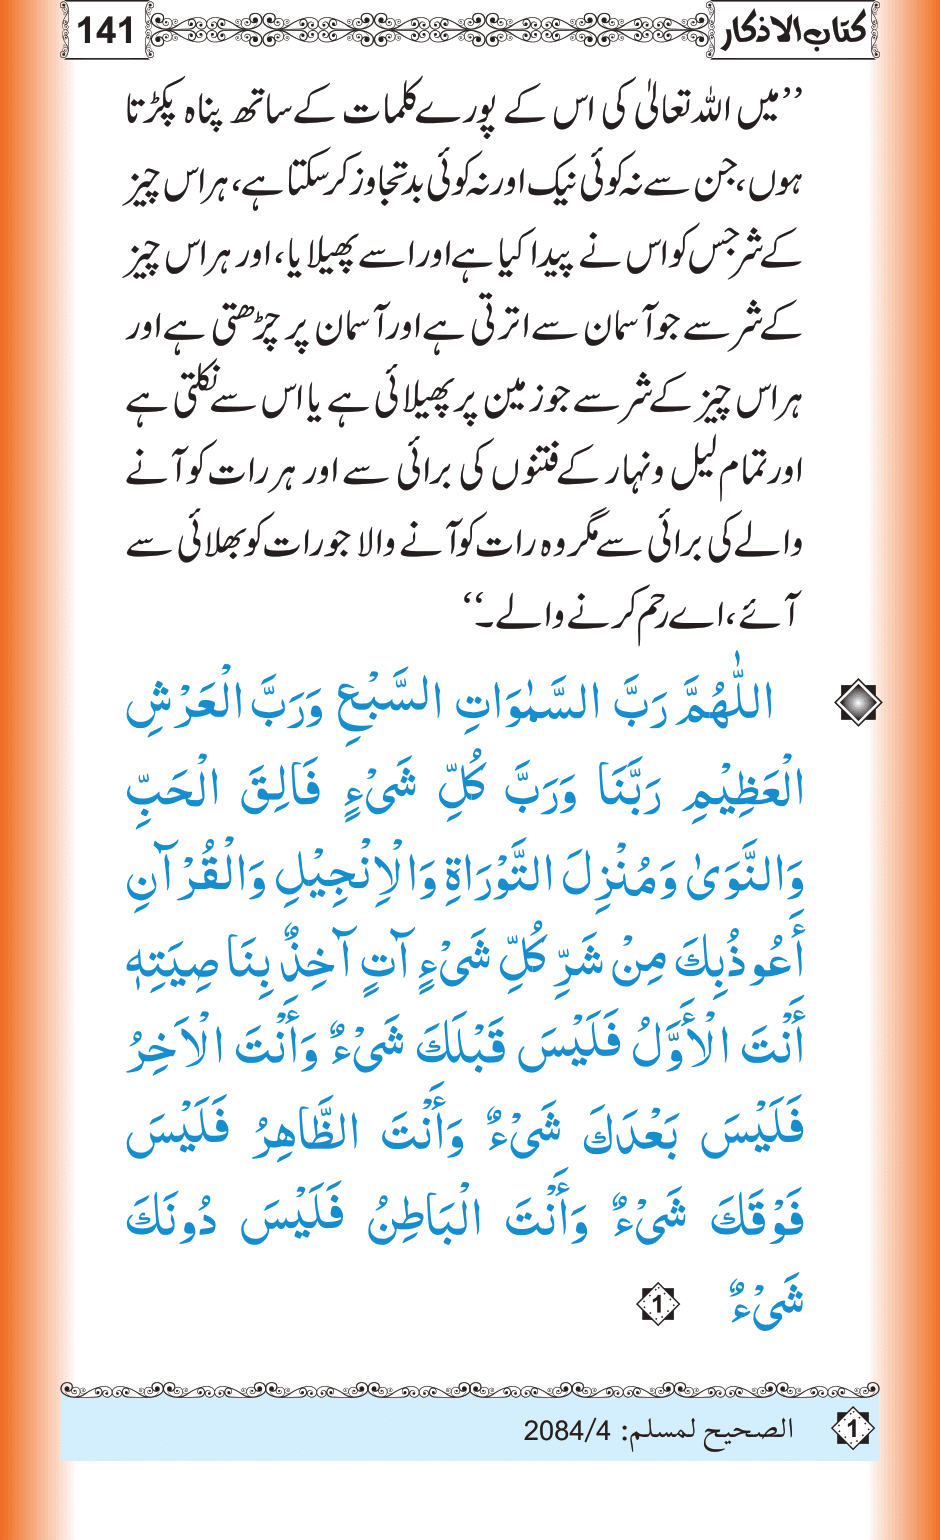 كتاب الاذكار 141
’’میں اللہ تعالیٰ کی اس کے پورے کلمات کے ساتھ پناہ پکڑتا
ہوں، جن سے نہ کوئی نیک اور نہ کوئی بد تجاوز کرسکتا ہے، ہر اس چیز
کے شر جس کو اس نے پیدا کیا ہے اور اسے پھیلایا، اور ہر اس چیز
کے شر سے جو آسمان سے اترتی ہے اور آسمان پر چڑھتی ہے اور
ہر اس چیز کے شر سے جو زمین پر پھیلائی ہے یا اس سے نکلتی ہے
اور تمام لیل و نہار کے فتنوں کی برائی سے اور ہر رات کو آنے
والے کی برائی سے مگر وہ رات کو آنے والا جو رات کو بھلائی سے
آئے، اے رحم کرنے والے۔‘‘
اللّٰهُمَّ رَبَّ السَّمٰوَاتِ السَّبْعِ وَرَبَّ الْعَرْشِ
الْعَظِيْمِ رَبَّنَا وَرَبَّ كُلِّ شَيْءٍ فَالِقَ الْحَبِّ
وَالنَّوَىٰ وَمُنْزِلَ التَّوْرَاةِ وَالْاِنْجِيْلِ وَالْقُرْآنِ
أَعُوذُبِكَ مِنْ شَرِّ كُلِّ شَيْءٍ آتٍ آخِذٌ بِنَا صِيَتِهٖ
أَنْتَ الْأَوَّلُ فَلَيْسَ قَبْلَكَ شَيْءٌ وَأَنْتَ الْاَخِرُ
فَلَيْسَ بَعْدَكَ شَيْءٌ وَأَنْتَ الظَّاهِرُ فَلَيْسَ
فَوْقَكَ شَيْءٌ وَأَنْتَ الْبَاطِنُ فَلَيْسَ دُونَكَ
شَيْءٌ 1
1 الصحيح لمسلم: 2084/4